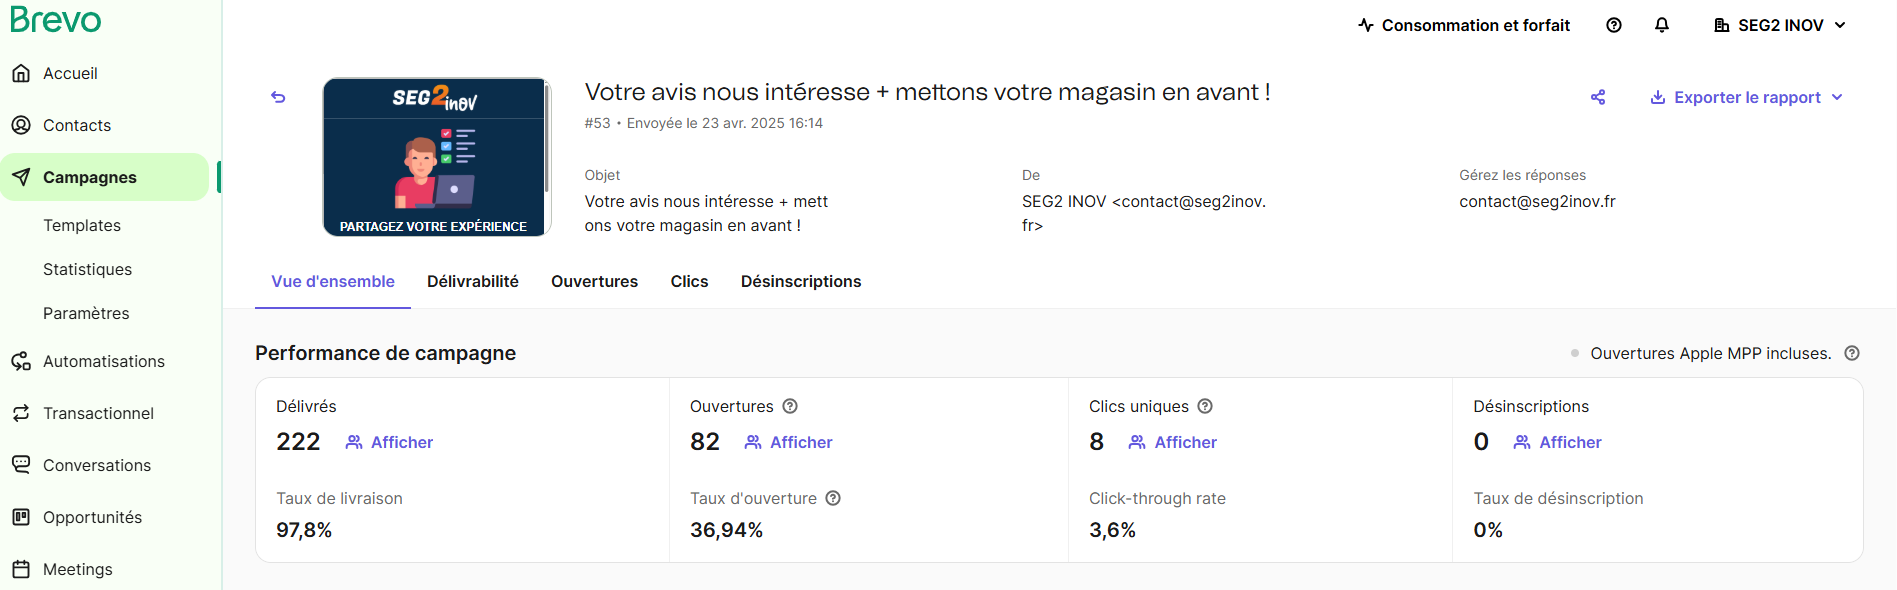 Brevo
Consommation et forfait
SEG2 INOV
Accueil
Contacts
Campagnes
Templates
Statistiques
Paramètres
Automatisations
Transactionnel
Conversations
Opportunités
Meetings
SEG2inov
PARTAGEZ VOTRE EXPÉRIENCE
Votre avis nous intéresse + mettons votre magasin en avant !
#53 • Envoyée le 23 avr. 2025 16:14
Exporter le rapport
Objet
Votre avis nous intéresse + mett
ons votre magasin en avant !
De
SEG2 INOV <contact@seg2inov.
fr>
Gérez les réponses
contact@seg2inov.fr
Vue d'ensemble Délivrabilité Ouvertures Clics Désinscriptions
Performance de campagne
Ouvertures Apple MPP incluses.
Délivrés
222 Afficher
Taux de livraison
97,8%
Ouvertures
82 Afficher
Taux d'ouverture
36,94%
Clics uniques
8 Afficher
Click-through rate
3,6%
Désinscriptions
0 Afficher
Taux de désinscription
0%